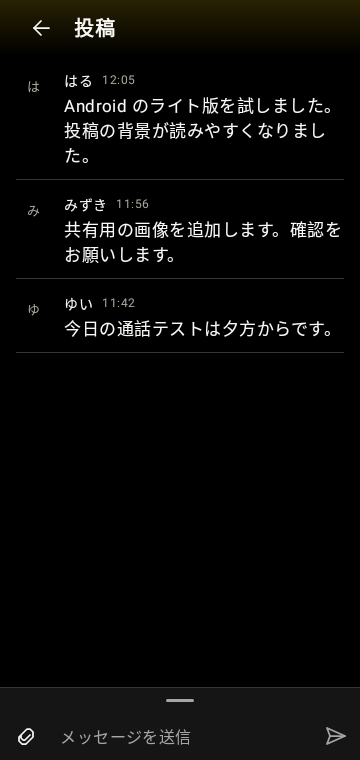 投稿
は
はる 12:05
Android のライト版を試しました。
投稿の背景が読みやすくなりまし
た。
み
みずき 11:56
共有用の画像を追加します。確認を
お願いします。
ゆ
ゆい 11:42
今日の通話テストは夕方からです。
メッセージを送信